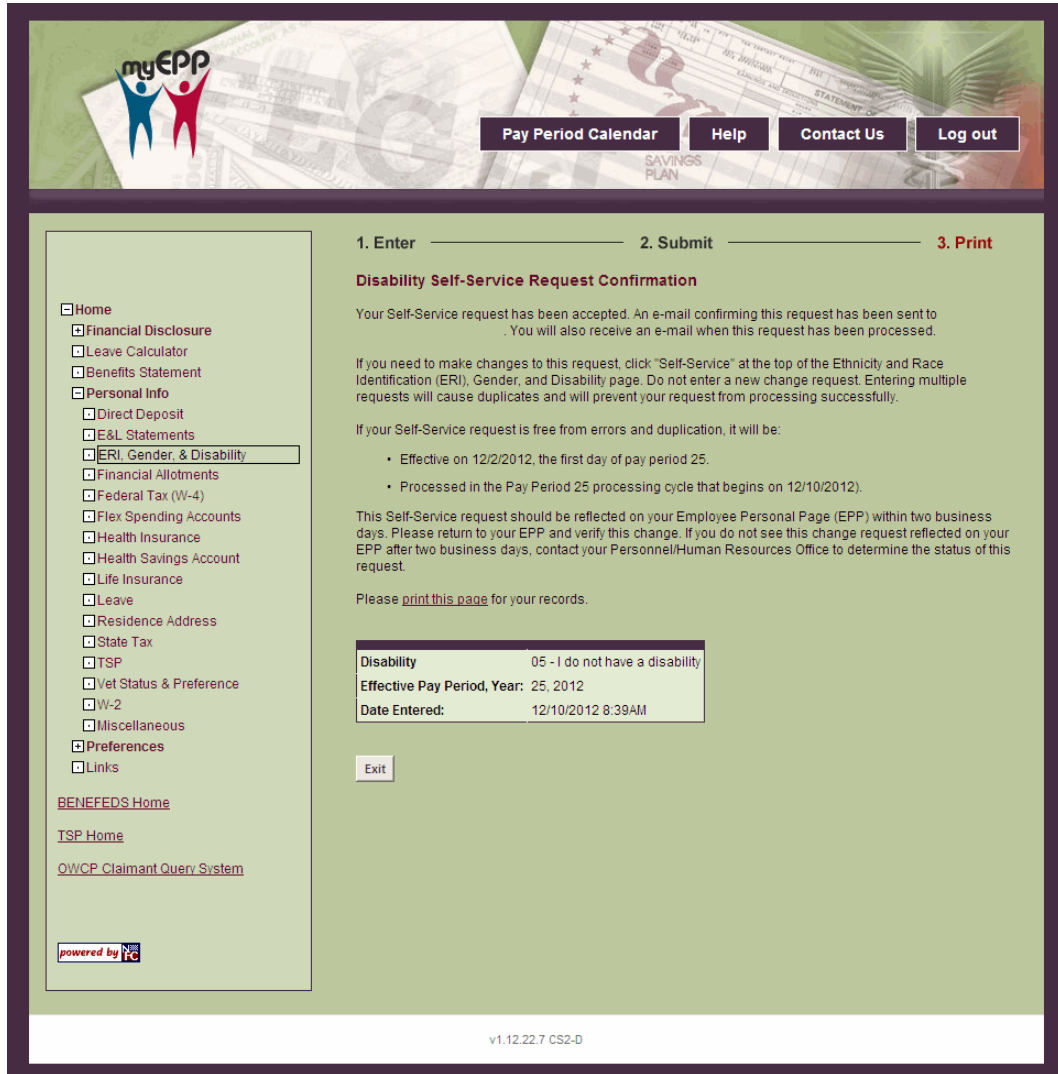 myEPP
STATEMENT
Pay Period Calendar
Help
Contact Us
Log out
SAVINGS
PLAN
1. Enter
2. Submit
3. Print
Disability Self-Service Request Confirmation
Your Self-Service request has been accepted. An e-mail confirming this request has been sent to
. You will also receive an e-mail when this request has been processed.
If you need to make changes to this request, click "Self-Service" at the top of the Ethnicity and Race
Identification (ERI), Gender, and Disability page. Do not enter a new change request. Entering multiple
requests will cause duplicates and will prevent your request from processing successfully.
If your Self-Service request is free from errors and duplication, it will be:
• Effective on 12/2/2012, the first day of pay period 25.
• Processed in the Pay Period 25 processing cycle that begins on 12/10/2012).
This Self-Service request should be reflected on your Employee Personal Page (EPP) within two business
days. Please return to your EPP and verify this change. If you do not see this change request reflected on your
EPP after two business days, contact your Personnel/Human Resources Office to determine the status of this
request.
Please print this page for your records.
Disability 05 - I do not have a disability
Effective Pay Period, Year: 25, 2012
Date Entered: 12/10/2012 8:39AM
Exit
Home
Financial Disclosure
Leave Calculator
Benefits Statement
Personal Info
Direct Deposit
E&L Statements
ERI, Gender, & Disability
Financial Allotments
Federal Tax (W-4)
Flex Spending Accounts
Health Insurance
Health Savings Account
Life Insurance
Leave
Residence Address
State Tax
TSP
Vet Status & Preference
W-2
Miscellaneous
Preferences
Links
BENEFEDS Home
TSP Home
OWCP Claimant Query System
powered by NFC
v1.12.22.7 CS2-D